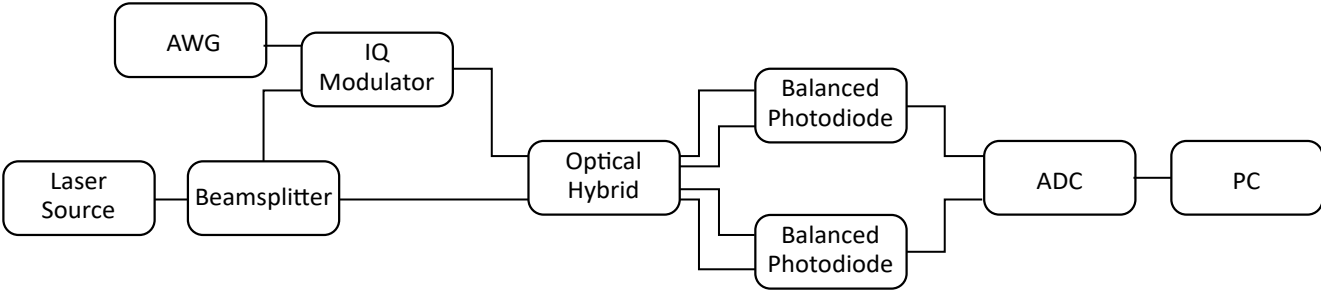 AWG
IQ
Modulator
Laser
Source
Beamsplitter
Optical
Hybrid
Balanced
Photodiode
Balanced
Photodiode
ADC
PC